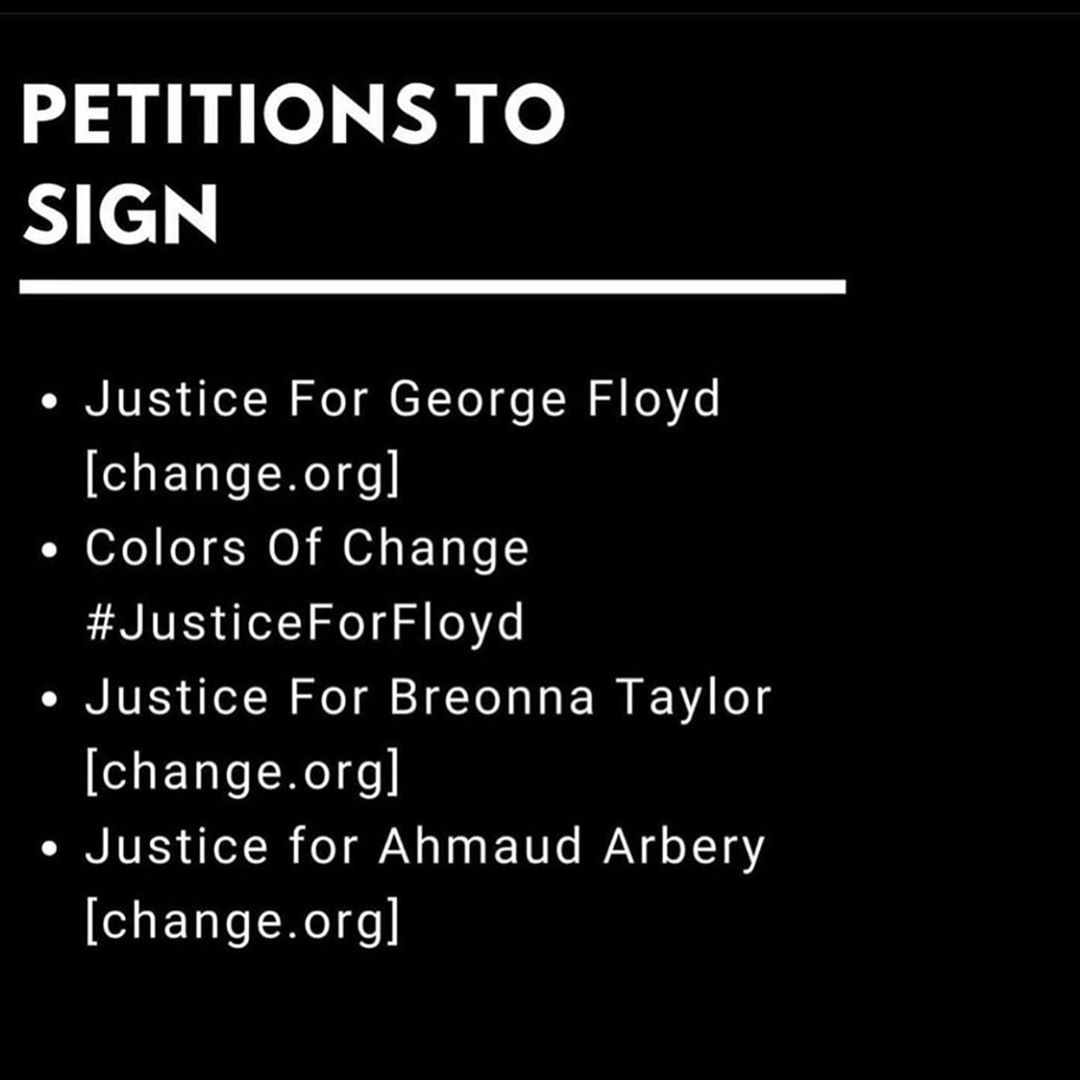 PETITIONS TO
SIGN
• Justice For George Floyd
[change.org]
• Colors Of Change
#JusticeForFloyd
• Justice For Breonna Taylor
[change.org]
• Justice for Ahmaud Arbery
[change.org]